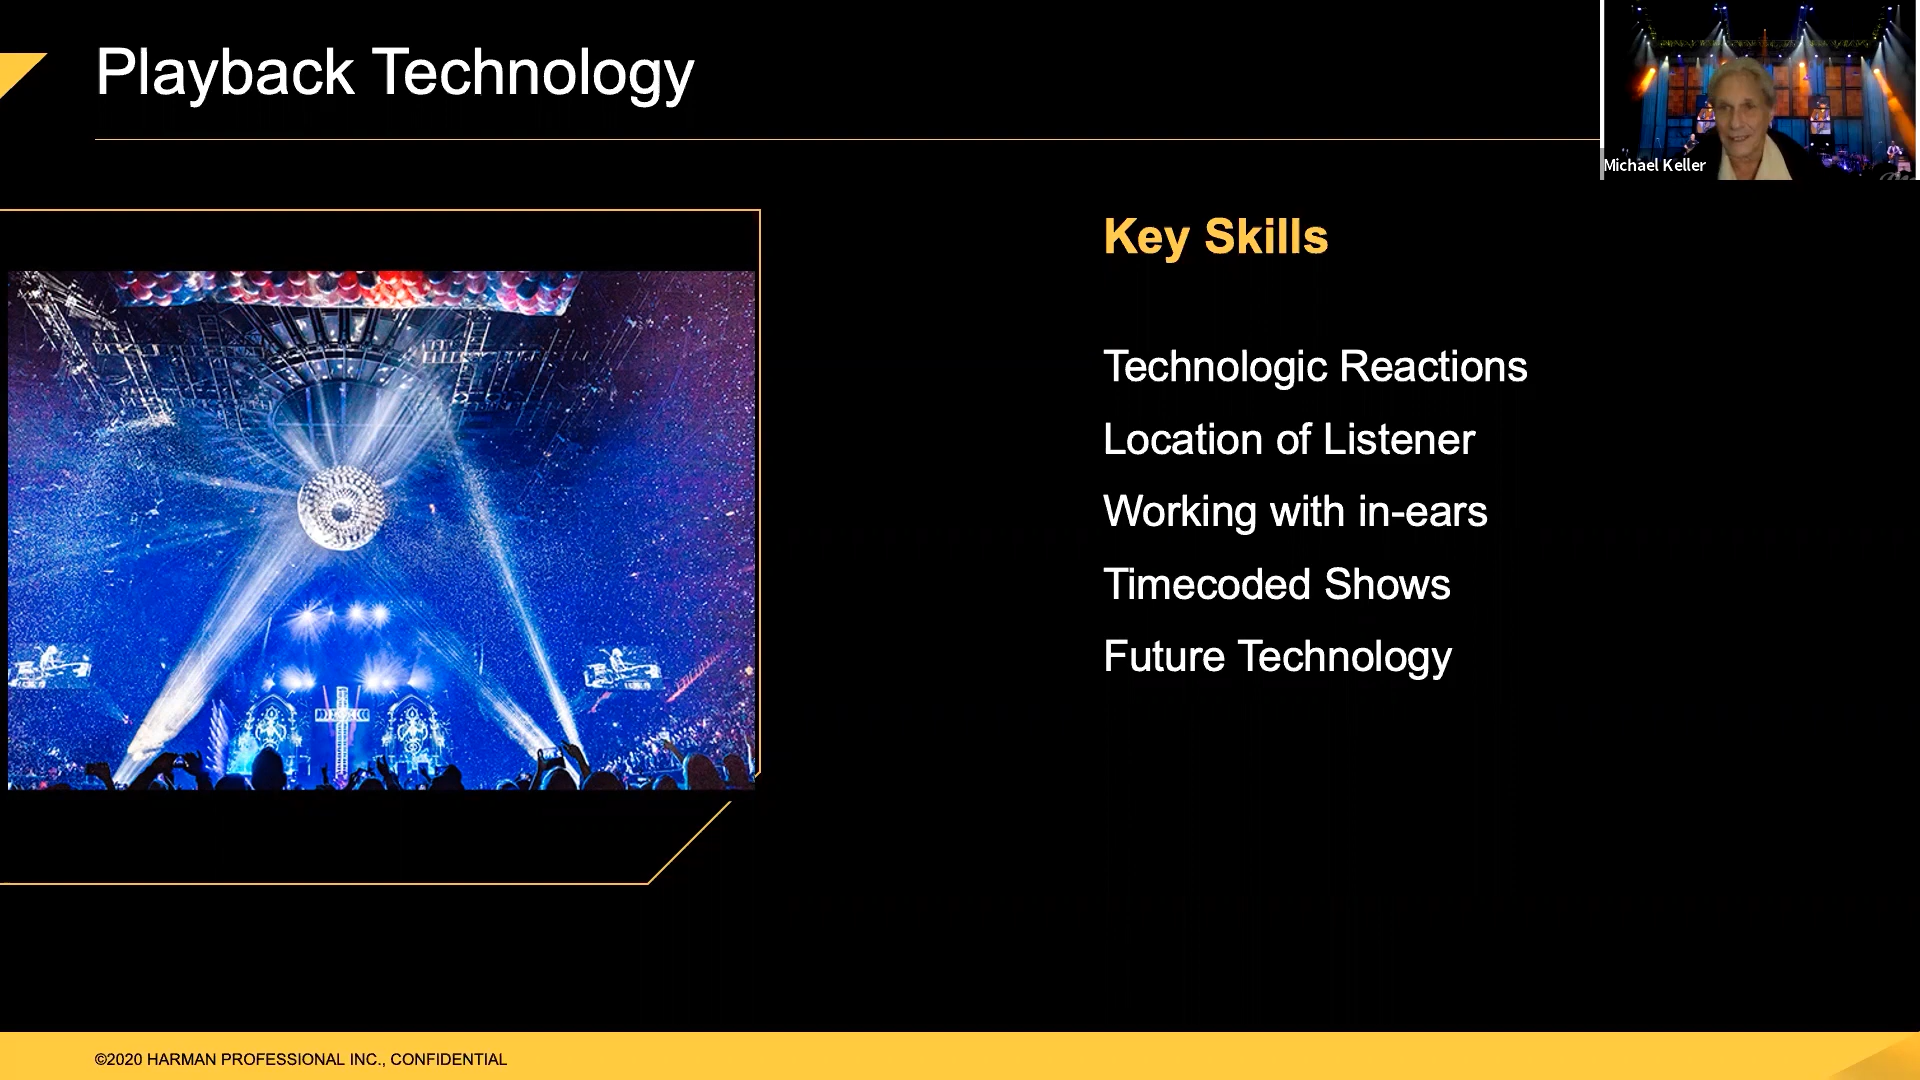 Playback Technology
Michael Keller
Key Skills
Technologic Reactions
Location of Listener
Working with in-ears
Timecoded Shows
Future Technology
©2020 HARMAN PROFESSIONAL INC., CONFIDENTIAL